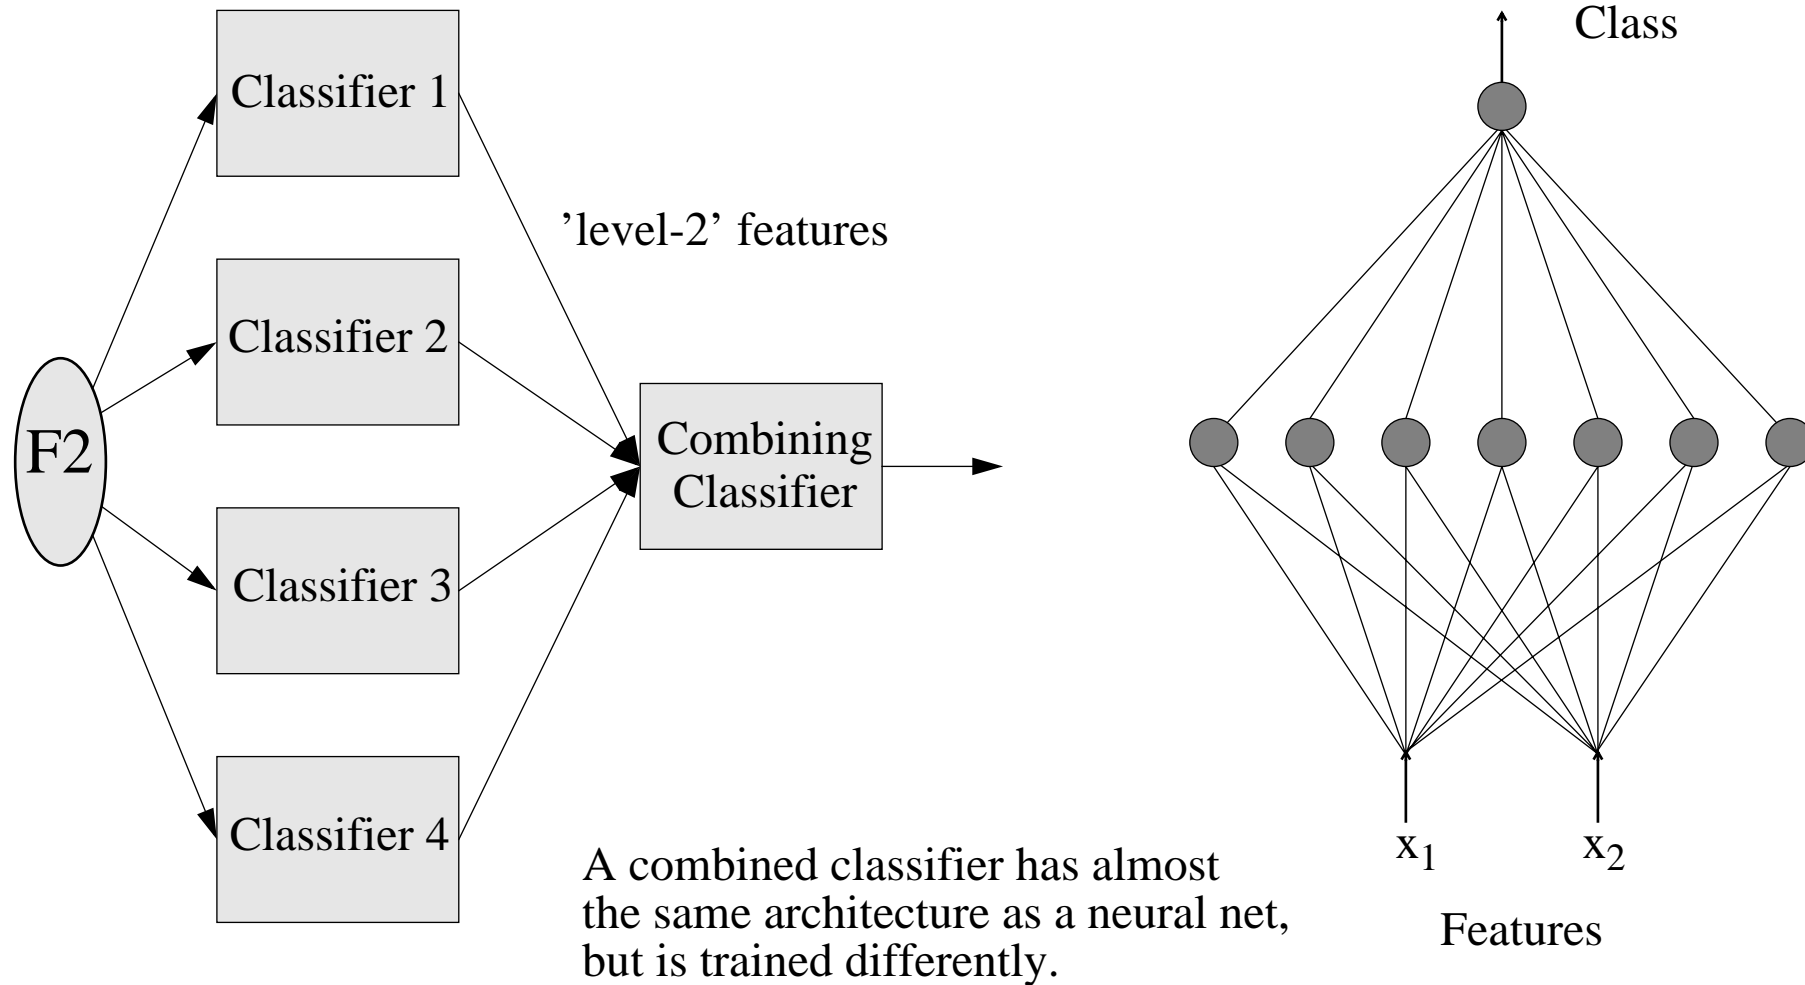 Classifier 1
’level-2’ features
Classifier 2
F2
Combining
Classifier
Classifier 3
Classifier 4
A combined classifier has almost
the same architecture as a neural net,
but is trained differently.
Class
x1
x2
Features